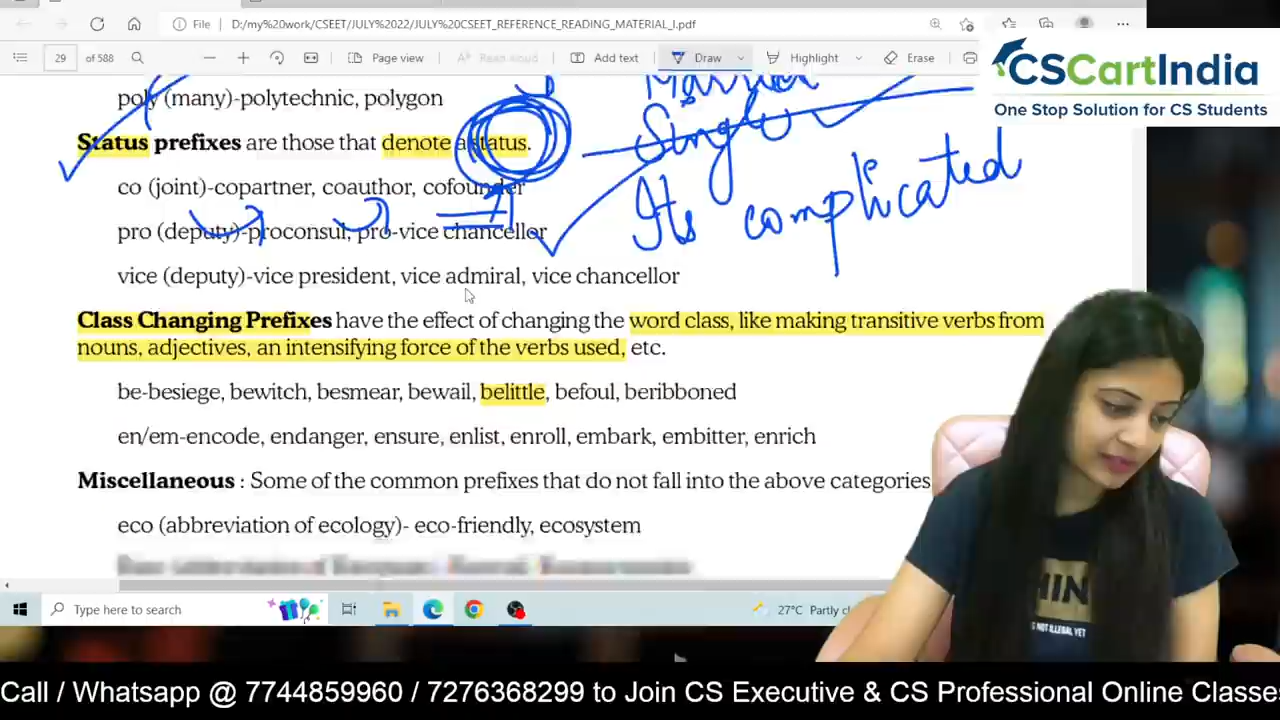 File D:/my%20work/CSEET/JULY%202022/JULY%20CSEET_REFERENCE_READING_MATERIAL_I.pdf
29 of 588 Page view Read aloud Add text Draw Highlight Erase
CSCartIndia
One Stop Solution for CS Students
poly (many)-polytechnic, polygon
Married
Status prefixes are those that denote a status.
Single
co (joint)-copartner, coauthor, cofounder
Its complicated
pro (deputy)-proconsul, pro-vice chancellor
vice (deputy)-vice president, vice admiral, vice chancellor
Class Changing Prefixes have the effect of changing the word class, like making transitive verbs from
nouns, adjectives, an intensifying force of the verbs used, etc.
be-besiege, bewitch, besmear, bewail, belittle, befoul, beribboned
en/em-encode, endanger, ensure, enlist, enroll, embark, embitter, enrich
Miscellaneous : Some of the common prefixes that do not fall into the above categories
eco (abbreviation of ecology)- eco-friendly, ecosystem
Type here to search
27°C Partly
NOT ILLEGAL YET
Call / Whatsapp @ 7744859960 / 7276368299 to Join CS Executive & CS Professional Online Classes